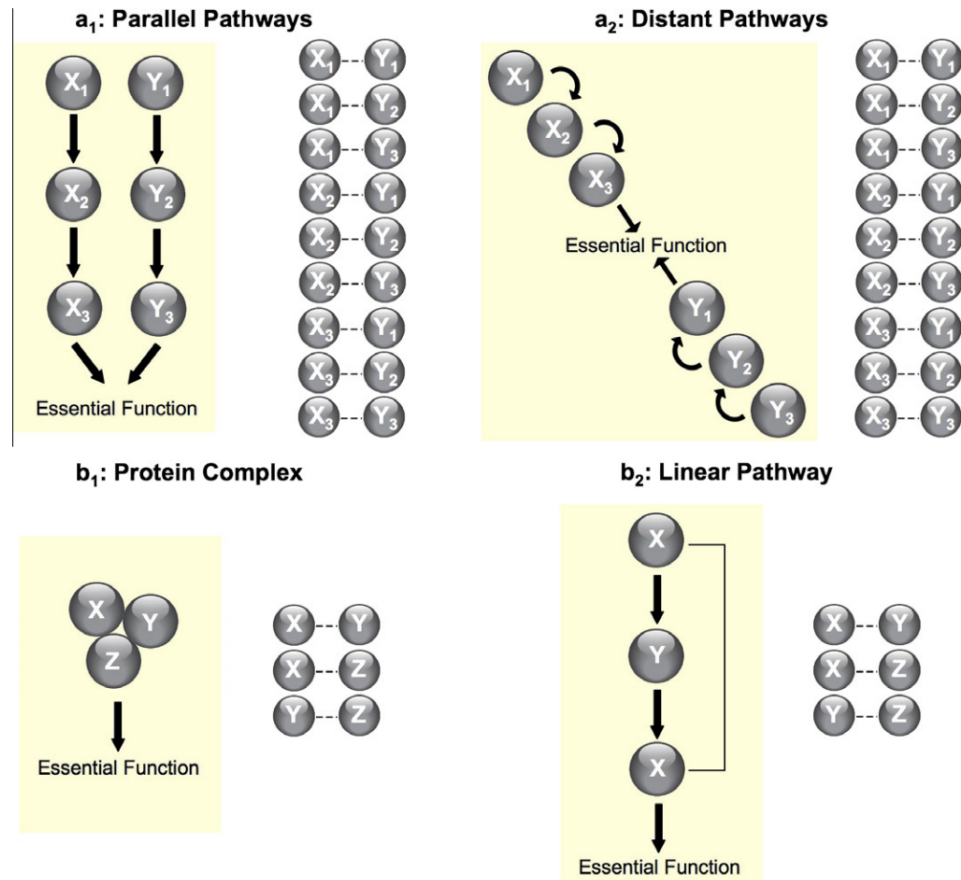 a₁: Parallel Pathways
X₁ Y₁
X₂ Y₂
X₃ Y₃
Essential Function
X₁ Y₁
X₁ Y₂
X₁ Y₃
X₂ Y₁
X₂ Y₂
X₂ Y₃
X₃ Y₁
X₃ Y₂
X₃ Y₃
a₂: Distant Pathways
X₁
X₂
X₃
Essential Function
Y₁
Y₂
Y₃
X₁ Y₁
X₁ Y₂
X₁ Y₃
X₂ Y₁
X₂ Y₂
X₂ Y₃
X₃ Y₁
X₃ Y₂
X₃ Y₃
b₁: Protein Complex
X Y
Z
Essential Function
X Y
X Z
Y Z
b₂: Linear Pathway
X
Y
X
Essential Function
X Y
X Z
Y Z